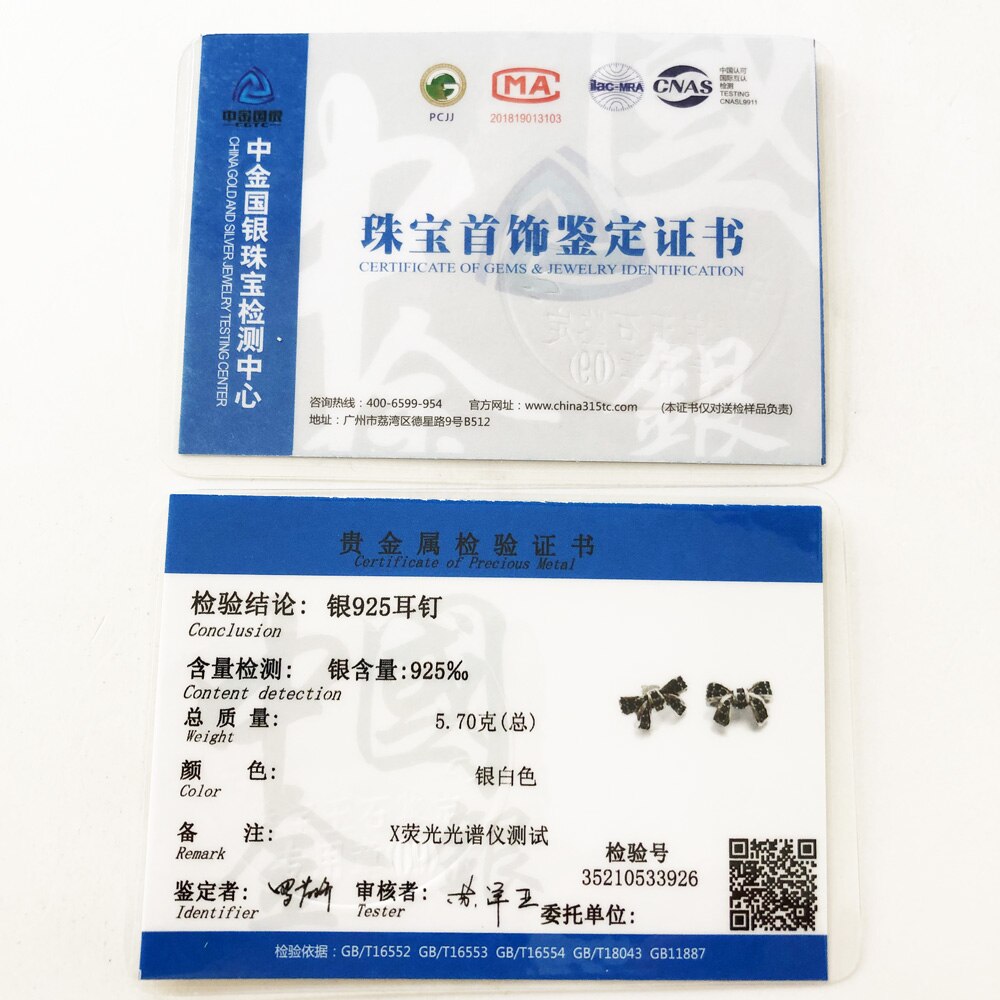 中金国银
CGTC
中金国银珠宝检测中心
CHINA GOLD AND SILVER JEWELRY TESTING CENTER
PCJJ
MA
201819013103
ilac-MRA
CNAS
中国认可
国际互认
检测
TESTING
CNASL9911
珠宝首饰鉴定证书
CERTIFICATE OF GEMS & JEWELRY IDENTIFICATION
咨询热线：400-6599-954 官方网址：www.china315tc.com (本证书仅对送检样品负责)
地址：广州市荔湾区德星路9号B512
贵金属检验证书
Certificate of Precious Metal
检验结论: 银925耳钉
Conclusion
含量检测: 银含量:925‰
Content detection
总质量: 5.70克(总)
Weight
颜 色: 银白色
Color
备 注: X荧光光谱仪测试
Remark
检验号
35210533926
鉴定者: 审核者: 委托单位:
Identifier Tester
检验依据：GB/T16552 GB/T16553 GB/T16554 GB/T18043 GB11887